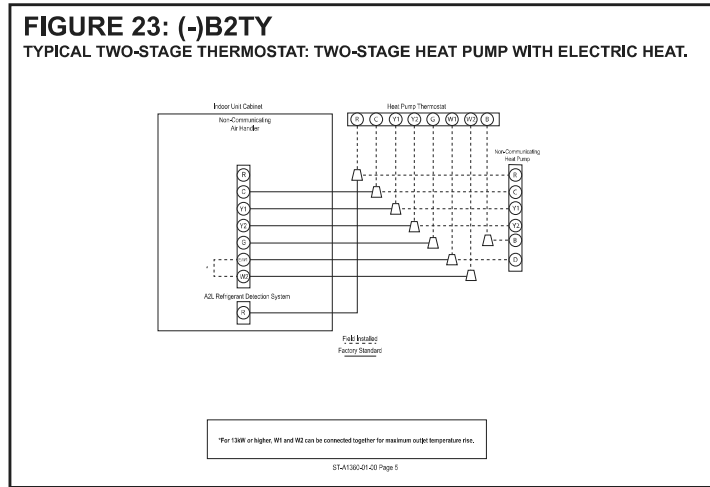 FIGURE 23: (-)B2TY
TYPICAL TWO-STAGE THERMOSTAT: TWO-STAGE HEAT PUMP WITH ELECTRIC HEAT.
Indoor Unit Cabinet
Heat Pump Thermostat
Non-Communicating
Air Handler
R C Y1 Y2 G W1 W2 B
Non-Communicating
Heat Pump
R
C
Y1
Y2
G
W2
*
R
C
Y1
Y2
B
D
A2L Refrigerant Detection System
R
Field Installed
Factory Standard
*For 13kW or higher, W1 and W2 can be connected together for maximum outlet temperature rise.
ST-A1360-01-00 Page 5